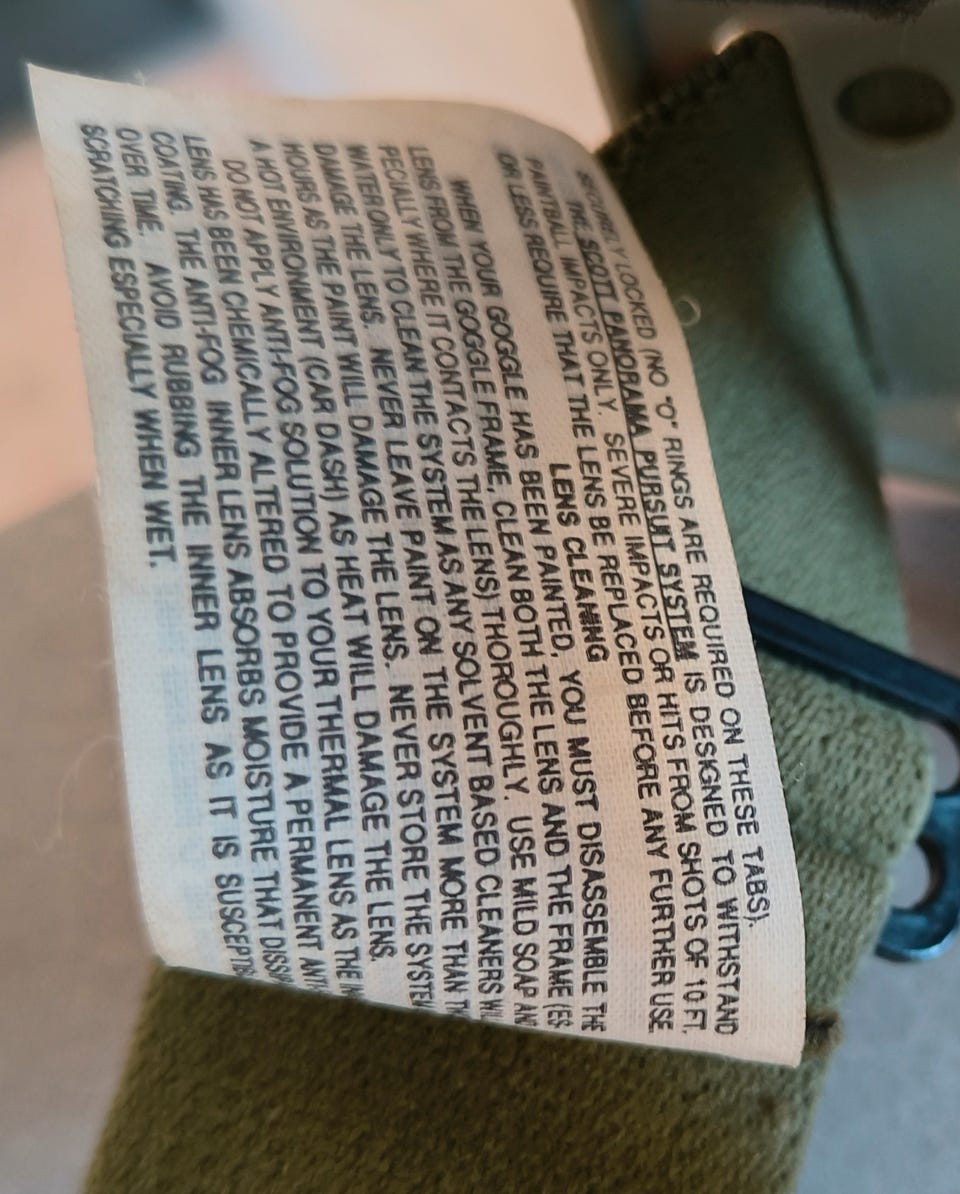 SECURELY LOCKED (NO "O" RINGS ARE REQUIRED ON THESE TABS).
THE SCOTT PANORAMA PURSUIT SYSTEM IS DESIGNED TO WITHSTAND
PAINTBALL IMPACTS ONLY. SEVERE IMPACTS OR HITS FROM SHOTS OF 10 FT.
OR LESS REQUIRE THAT THE LENS BE REPLACED BEFORE ANY FURTHER USE.
LENS CLEANING
WHEN YOUR GOGGLE HAS BEEN PAINTED, YOU MUST DISASSEMBLE THE
LENS FROM THE GOGGLE FRAME, CLEAN BOTH THE LENS AND THE FRAME (ES-
PECIALLY WHERE IT CONTACTS THE LENS) THOROUGHLY. USE MILD SOAP AND
WATER ONLY TO CLEAN THE SYSTEM AS ANY SOLVENT BASED CLEANERS WIL
DAMAGE THE LENS. NEVER LEAVE PAINT ON THE SYSTEM MORE THAN TW
HOURS AS THE PAINT WILL DAMAGE THE LENS. NEVER STORE THE SYSTEM
A HOT ENVIRONMENT (CAR DASH) AS HEAT WILL DAMAGE THE LENS.
DO NOT APPLY ANTI-FOG SOLUTION TO YOUR THERMAL LENS AS THE IN
LENS HAS BEEN CHEMICALLY ALTERED TO PROVIDE A PERMANENT ANTI
COATING. THE ANTI-FOG INNER LENS ABSORBS MOISTURE THAT DISSIP
OVER TIME. AVOID RUBBING THE INNER LENS AS IT IS SUSCEPTIB
SCRATCHING ESPECIALLY WHEN WET.